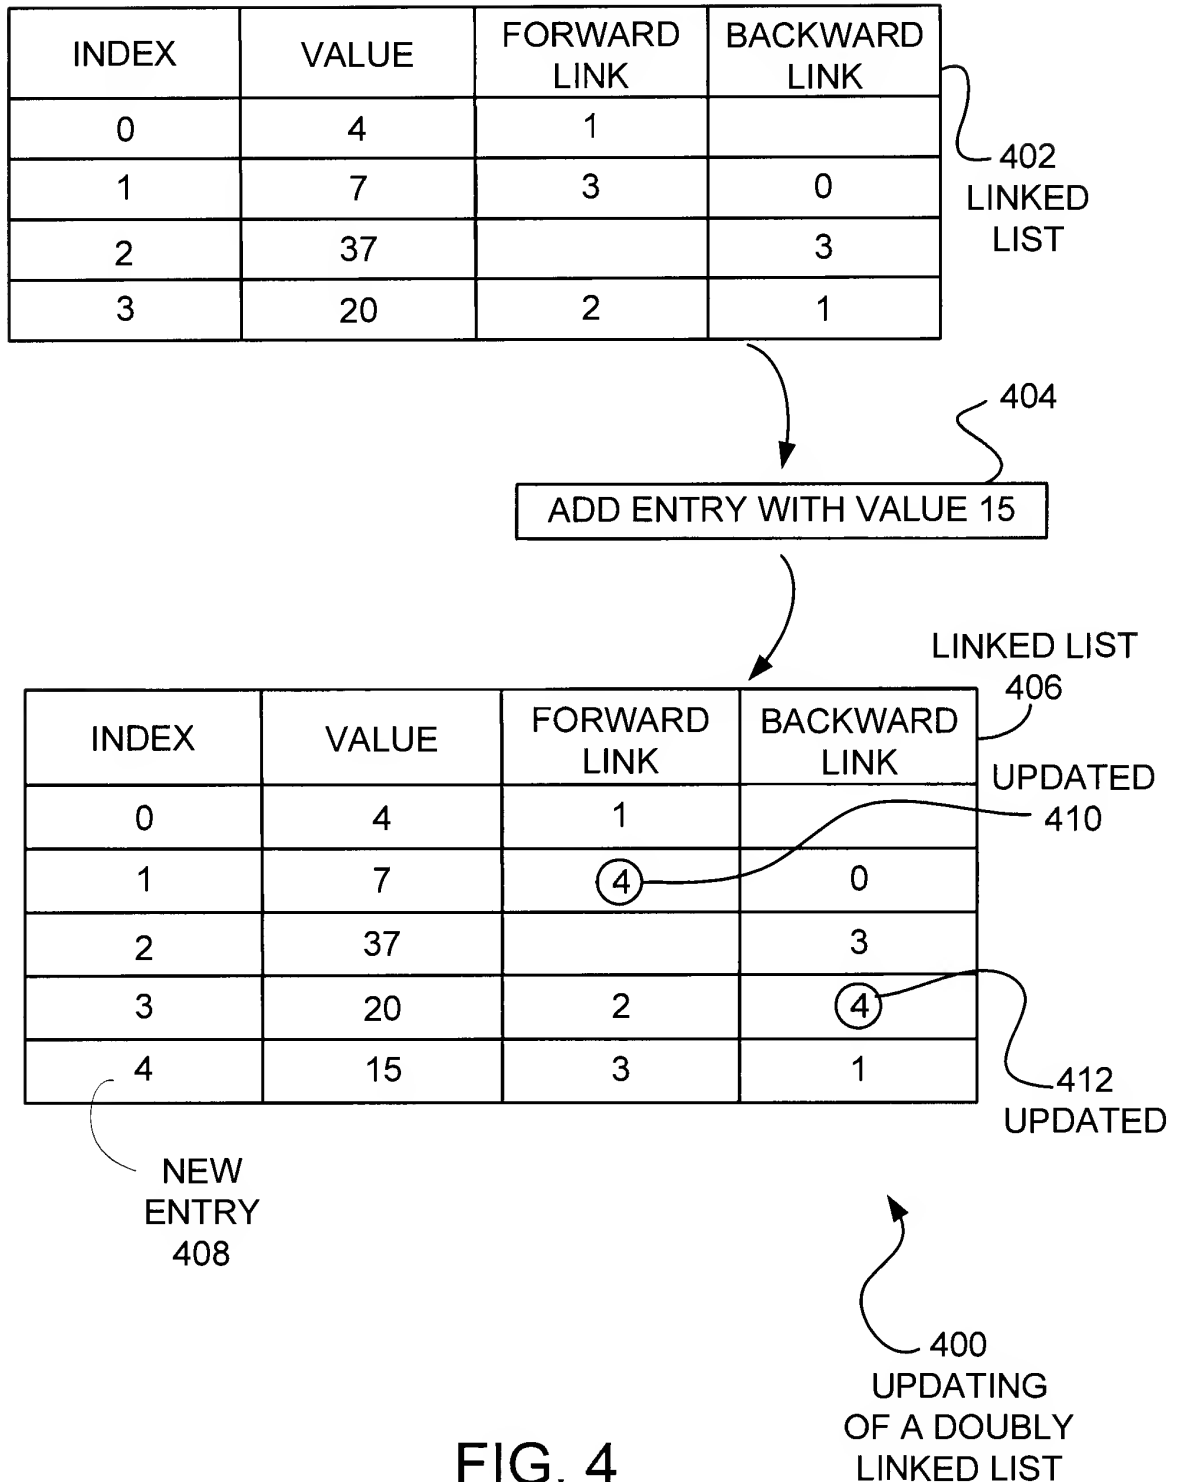 INDEX VALUE FORWARD LINK BACKWARD LINK
0 4 1
1 7 3 0
2 37 3
3 20 2 1
402
LINKED
LIST
404
ADD ENTRY WITH VALUE 15
LINKED LIST
406
INDEX VALUE FORWARD LINK BACKWARD LINK
UPDATED
410
0 4 1
1 7 4 0
2 37 3
3 20 2 4
4 15 3 1
412
UPDATED
NEW
ENTRY
408
400
UPDATING
OF A DOUBLY
LINKED LIST
FIG. 4